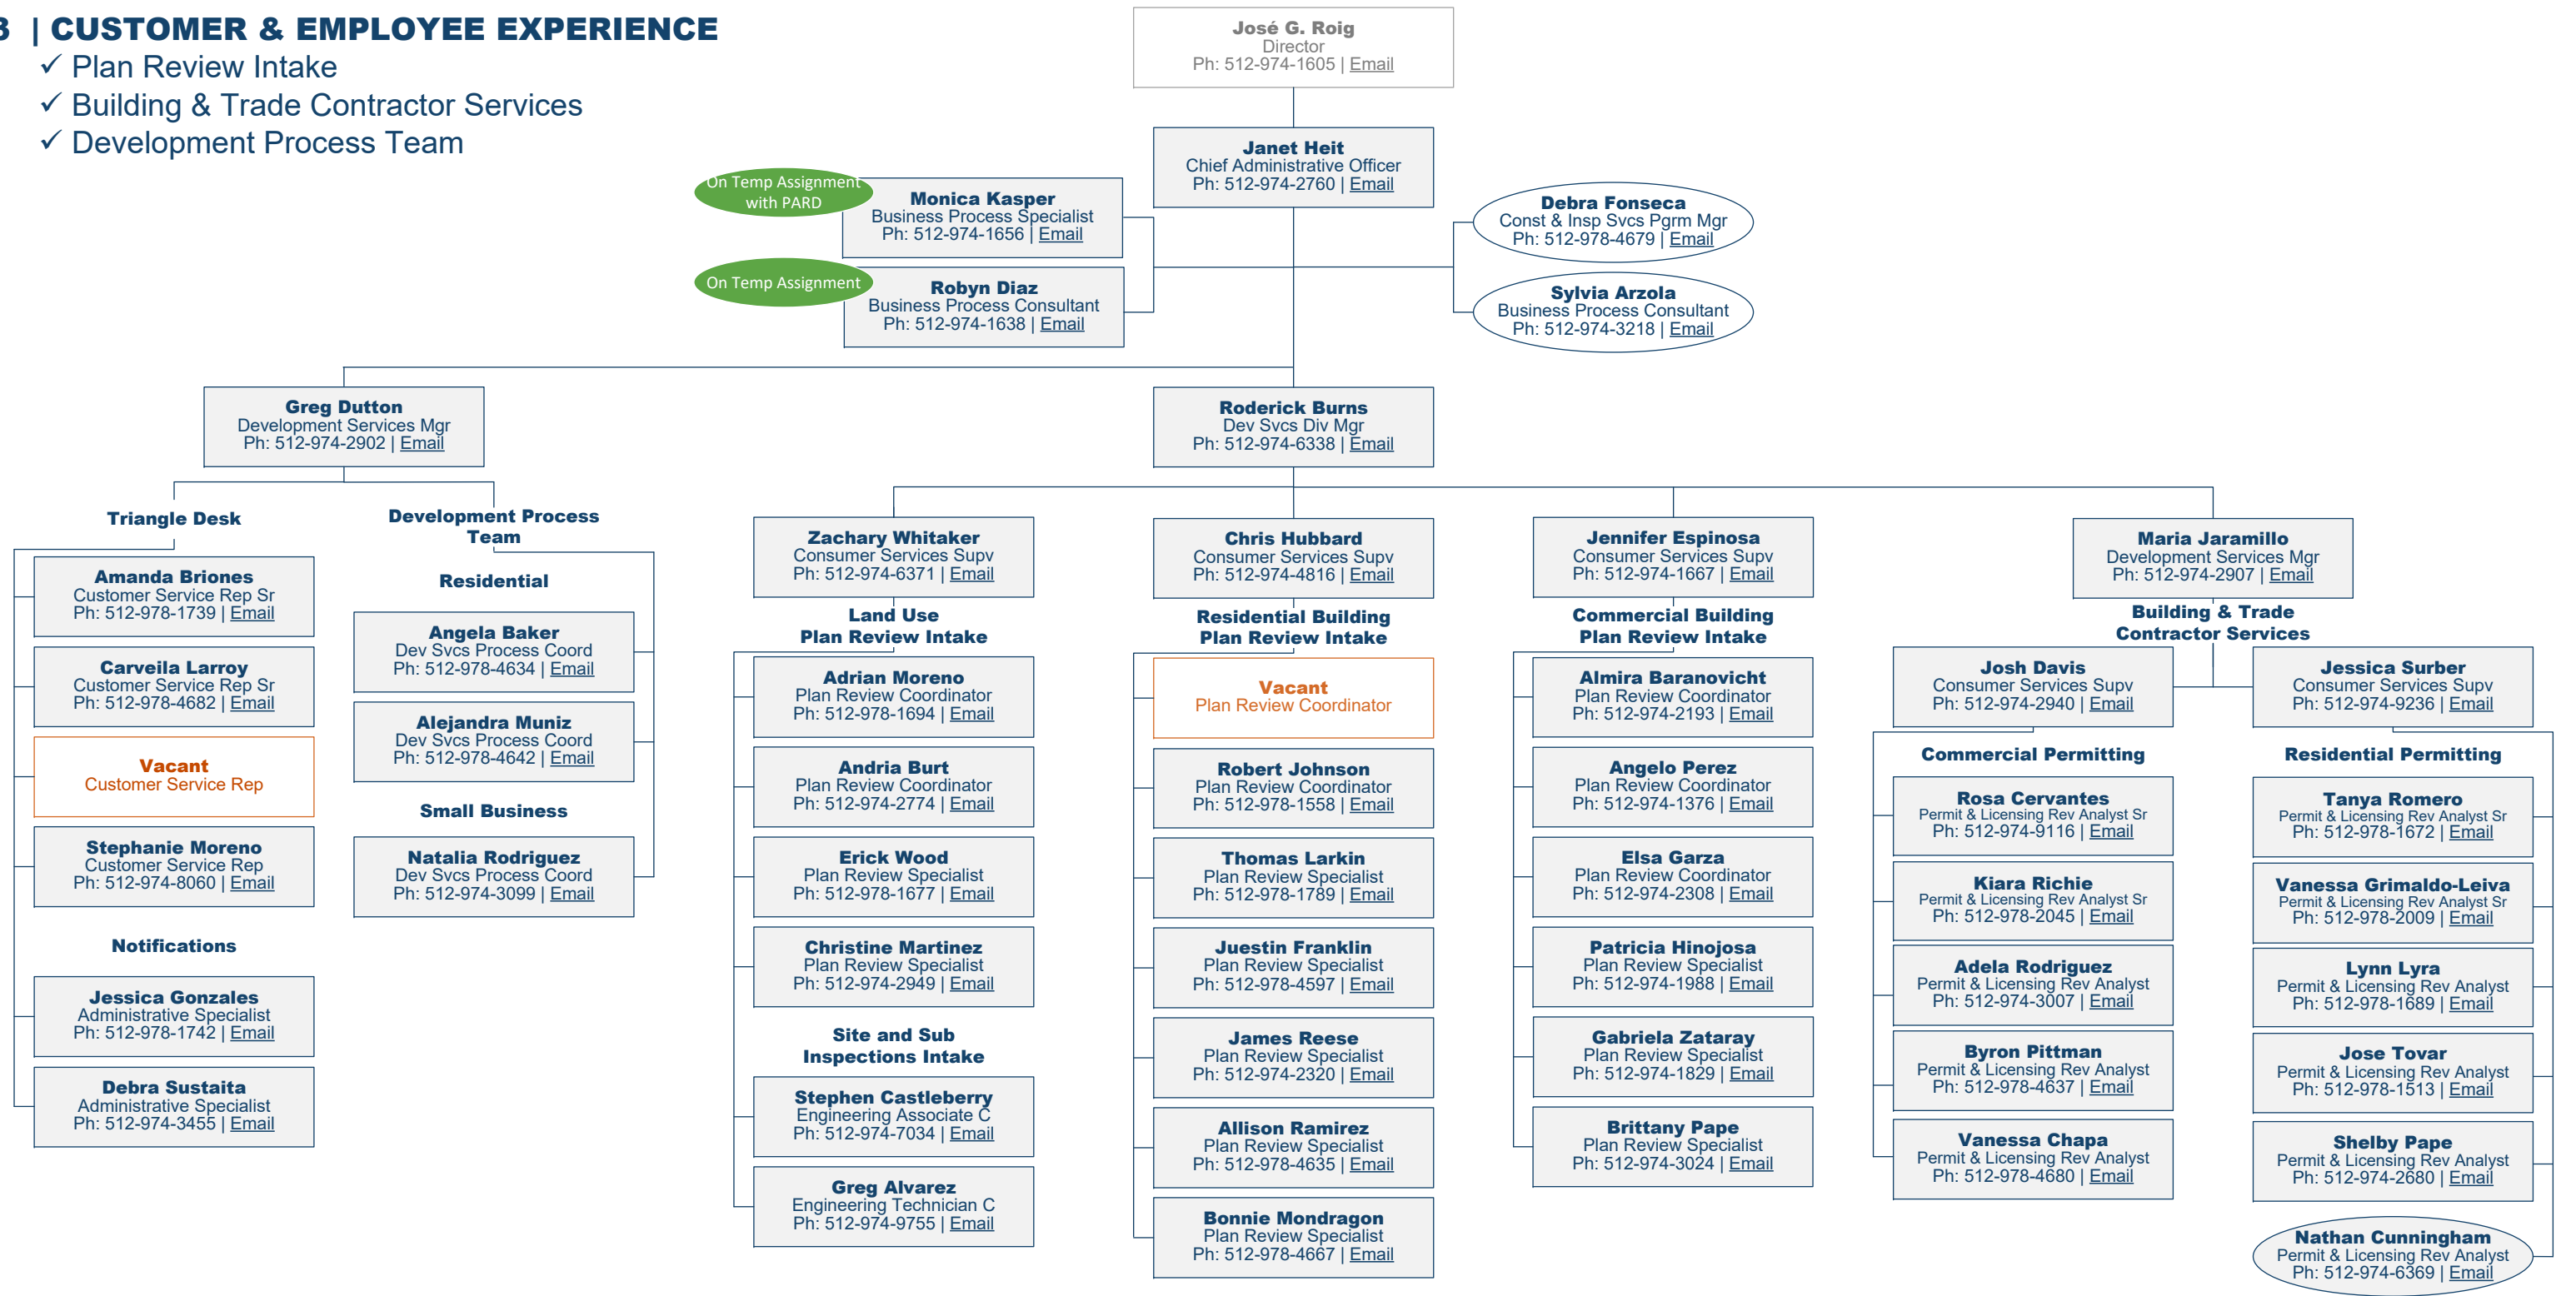 3 | CUSTOMER & EMPLOYEE EXPERIENCE
✓ Plan Review Intake
✓ Building & Trade Contractor Services
✓ Development Process Team
José G. Roig
Director
Ph: 512-974-1605 | Email
Janet Heit
Chief Administrative Officer
Ph: 512-974-2760 | Email
On Temp Assignment
with PARD
Monica Kasper
Business Process Specialist
Ph: 512-974-1656 | Email
On Temp Assignment
Robyn Diaz
Business Process Consultant
Ph: 512-974-1638 | Email
Debra Fonseca
Const & Insp Svcs Pgrm Mgr
Ph: 512-978-4679 | Email
Sylvia Arzola
Business Process Consultant
Ph: 512-974-3218 | Email
Greg Dutton
Development Services Mgr
Ph: 512-974-2902 | Email
Roderick Burns
Dev Svcs Div Mgr
Ph: 512-974-6338 | Email
Triangle Desk
Amanda Briones
Customer Service Rep Sr
Ph: 512-978-1739 | Email
Carveila Larroy
Customer Service Rep Sr
Ph: 512-978-4682 | Email
Vacant
Customer Service Rep
Stephanie Moreno
Customer Service Rep
Ph: 512-974-8060 | Email
Notifications
Jessica Gonzales
Administrative Specialist
Ph: 512-978-1742 | Email
Debra Sustaita
Administrative Specialist
Ph: 512-974-3455 | Email
Development Process
Team
Residential
Angela Baker
Dev Svcs Process Coord
Ph: 512-978-4634 | Email
Alejandra Muniz
Dev Svcs Process Coord
Ph: 512-978-4642 | Email
Small Business
Natalia Rodriguez
Dev Svcs Process Coord
Ph: 512-974-3099 | Email
Zachary Whitaker
Consumer Services Supv
Ph: 512-974-6371 | Email
Land Use
Plan Review Intake
Adrian Moreno
Plan Review Coordinator
Ph: 512-978-1694 | Email
Andria Burt
Plan Review Coordinator
Ph: 512-974-2774 | Email
Erick Wood
Plan Review Specialist
Ph: 512-978-1677 | Email
Christine Martinez
Plan Review Specialist
Ph: 512-974-2949 | Email
Site and Sub
Inspections Intake
Stephen Castleberry
Engineering Associate C
Ph: 512-974-7034 | Email
Greg Alvarez
Engineering Technician C
Ph: 512-974-9755 | Email
Chris Hubbard
Consumer Services Supv
Ph: 512-974-4816 | Email
Residential Building
Plan Review Intake
Vacant
Plan Review Coordinator
Robert Johnson
Plan Review Coordinator
Ph: 512-978-1558 | Email
Thomas Larkin
Plan Review Specialist
Ph: 512-978-1789 | Email
Juestin Franklin
Plan Review Specialist
Ph: 512-978-4597 | Email
James Reese
Plan Review Specialist
Ph: 512-974-2320 | Email
Allison Ramirez
Plan Review Specialist
Ph: 512-978-4635 | Email
Bonnie Mondragon
Plan Review Specialist
Ph: 512-978-4667 | Email
Jennifer Espinosa
Consumer Services Supv
Ph: 512-974-1667 | Email
Commercial Building
Plan Review Intake
Almira Baranovicht
Plan Review Coordinator
Ph: 512-974-2193 | Email
Angelo Perez
Plan Review Coordinator
Ph: 512-974-1376 | Email
Elsa Garza
Plan Review Coordinator
Ph: 512-974-2308 | Email
Patricia Hinojosa
Plan Review Specialist
Ph: 512-974-1988 | Email
Gabriela Zataray
Plan Review Specialist
Ph: 512-974-1829 | Email
Brittany Pape
Plan Review Specialist
Ph: 512-974-3024 | Email
Maria Jaramillo
Development Services Mgr
Ph: 512-974-2907 | Email
Building & Trade
Contractor Services
Josh Davis
Consumer Services Supv
Ph: 512-974-2940 | Email
Commercial Permitting
Rosa Cervantes
Permit & Licensing Rev Analyst Sr
Ph: 512-974-9116 | Email
Kiara Richie
Permit & Licensing Rev Analyst Sr
Ph: 512-978-2045 | Email
Adela Rodriguez
Permit & Licensing Rev Analyst
Ph: 512-974-3007 | Email
Byron Pittman
Permit & Licensing Rev Analyst
Ph: 512-978-4637 | Email
Vanessa Chapa
Permit & Licensing Rev Analyst
Ph: 512-978-4680 | Email
Jessica Surber
Consumer Services Supv
Ph: 512-974-9236 | Email
Residential Permitting
Tanya Romero
Permit & Licensing Rev Analyst Sr
Ph: 512-978-1672 | Email
Vanessa Grimaldo-Leiva
Permit & Licensing Rev Analyst Sr
Ph: 512-978-2009 | Email
Lynn Lyra
Permit & Licensing Rev Analyst
Ph: 512-978-1689 | Email
Jose Tovar
Permit & Licensing Rev Analyst
Ph: 512-978-1513 | Email
Shelby Pape
Permit & Licensing Rev Analyst
Ph: 512-974-2680 | Email
Nathan Cunningham
Permit & Licensing Rev Analyst
Ph: 512-974-6369 | Email